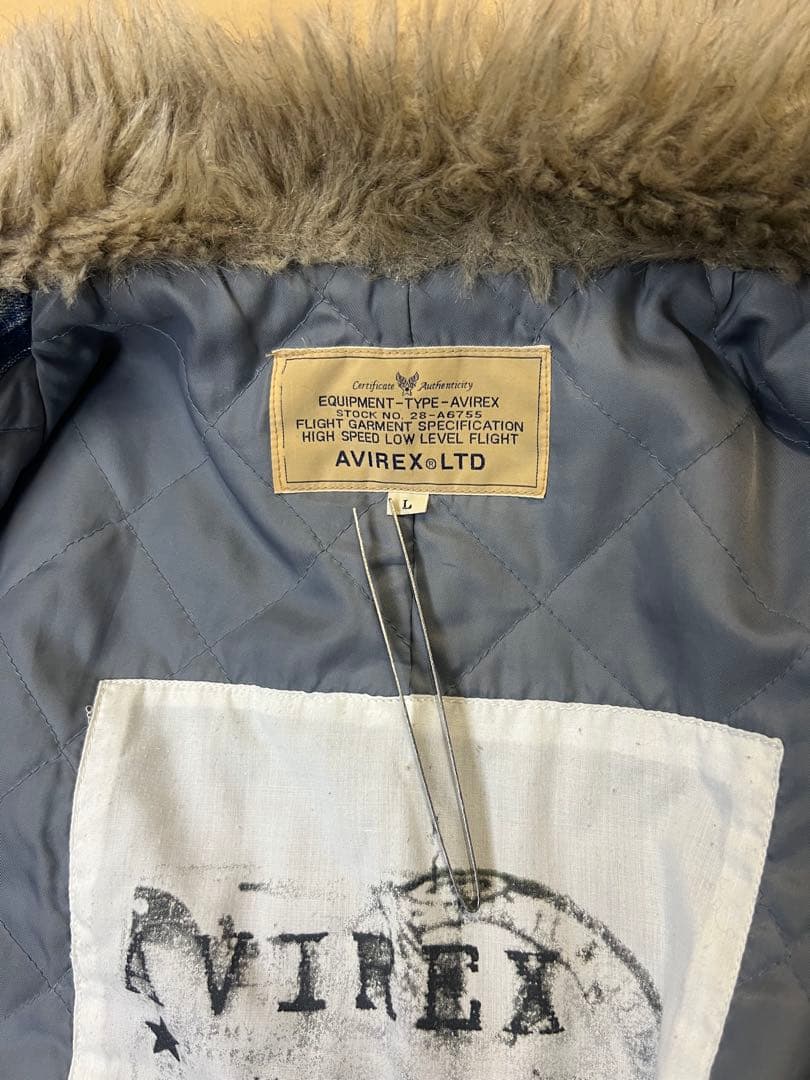 Certificate Authenticity
EQUIPMENT-TYPE-AVIREX
STOCK NO. 28-A6755
FLIGHT GARMENT SPECIFICATION
HIGH SPEED LOW LEVEL FLIGHT
AVIREX® LTD
L
AVIREX